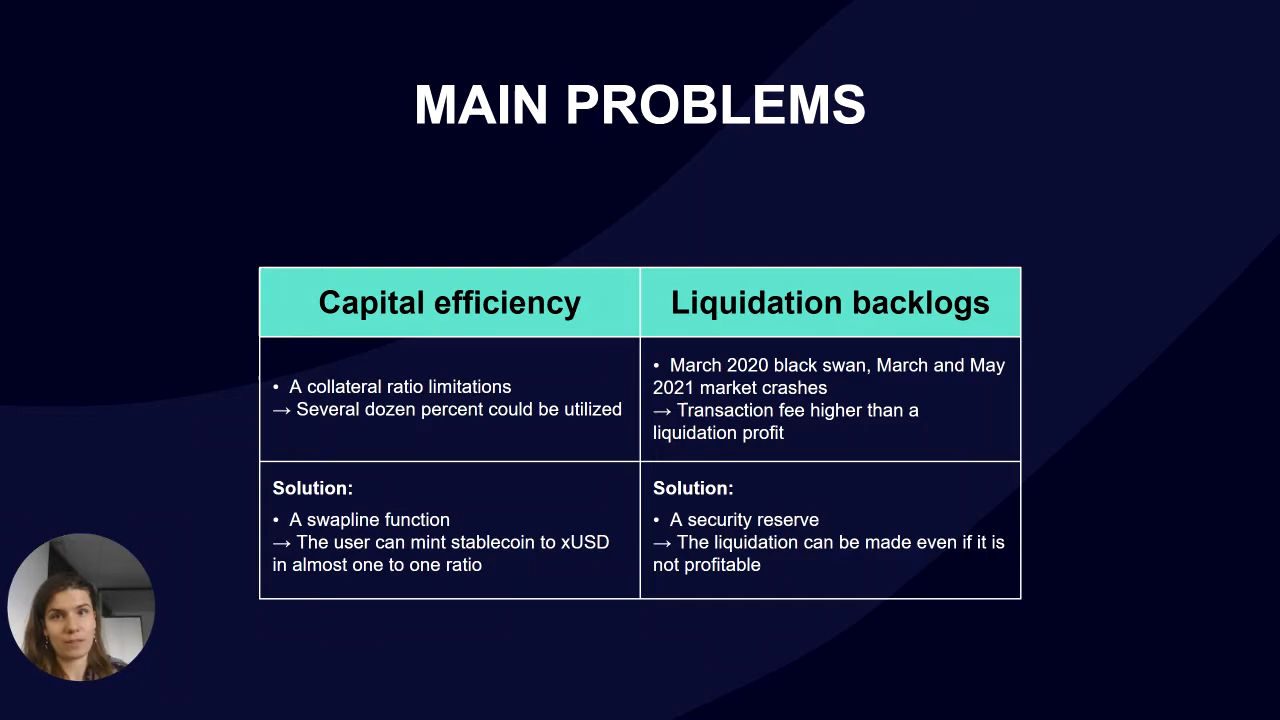 MAIN PROBLEMS
Capital efficiency
Liquidation backlogs
• A collateral ratio limitations
→ Several dozen percent could be utilized
• March 2020 black swan, March and May
2021 market crashes
→ Transaction fee higher than a
liquidation profit
Solution:
• A swapline function
→ The user can mint stablecoin to xUSD
in almost one to one ratio
Solution:
• A security reserve
→ The liquidation can be made even if it is
not profitable